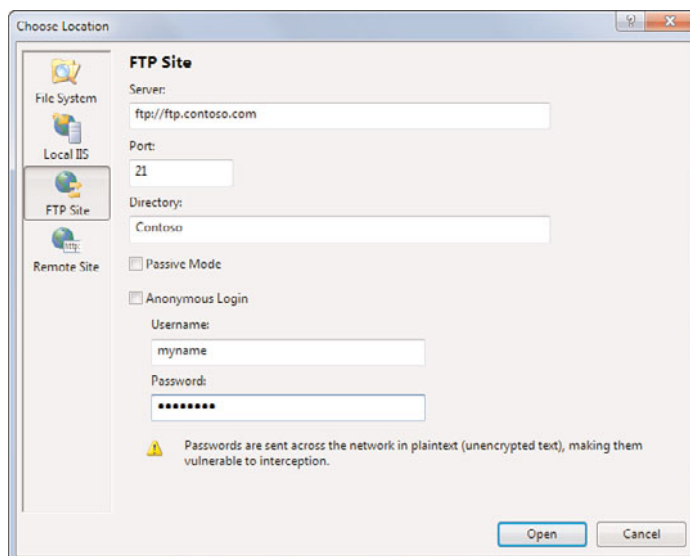 Choose Location
File System
Local IIS
FTP Site
Remote Site
FTP Site
Server:
ftp://ftp.contoso.com
Port:
21
Directory:
Contoso
Passive Mode
Anonymous Login
Username:
myname
Password:
••••••••
Passwords are sent across the network in plaintext (unencrypted text), making them
vulnerable to interception.
Open
Cancel